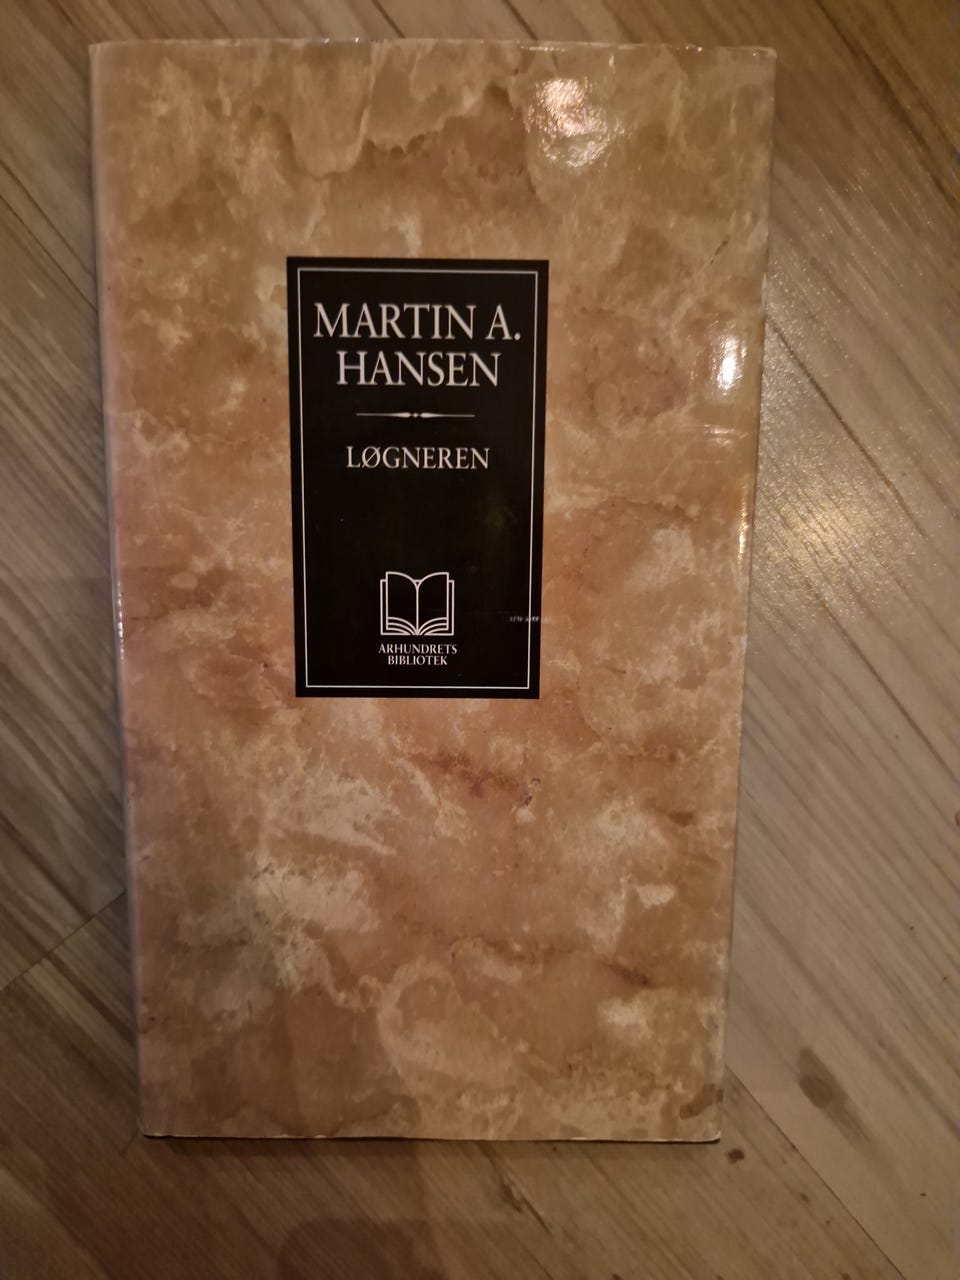 MARTIN A.
HANSEN
LØGNEREN
ÅRHUNDRETS
BIBLIOTEK